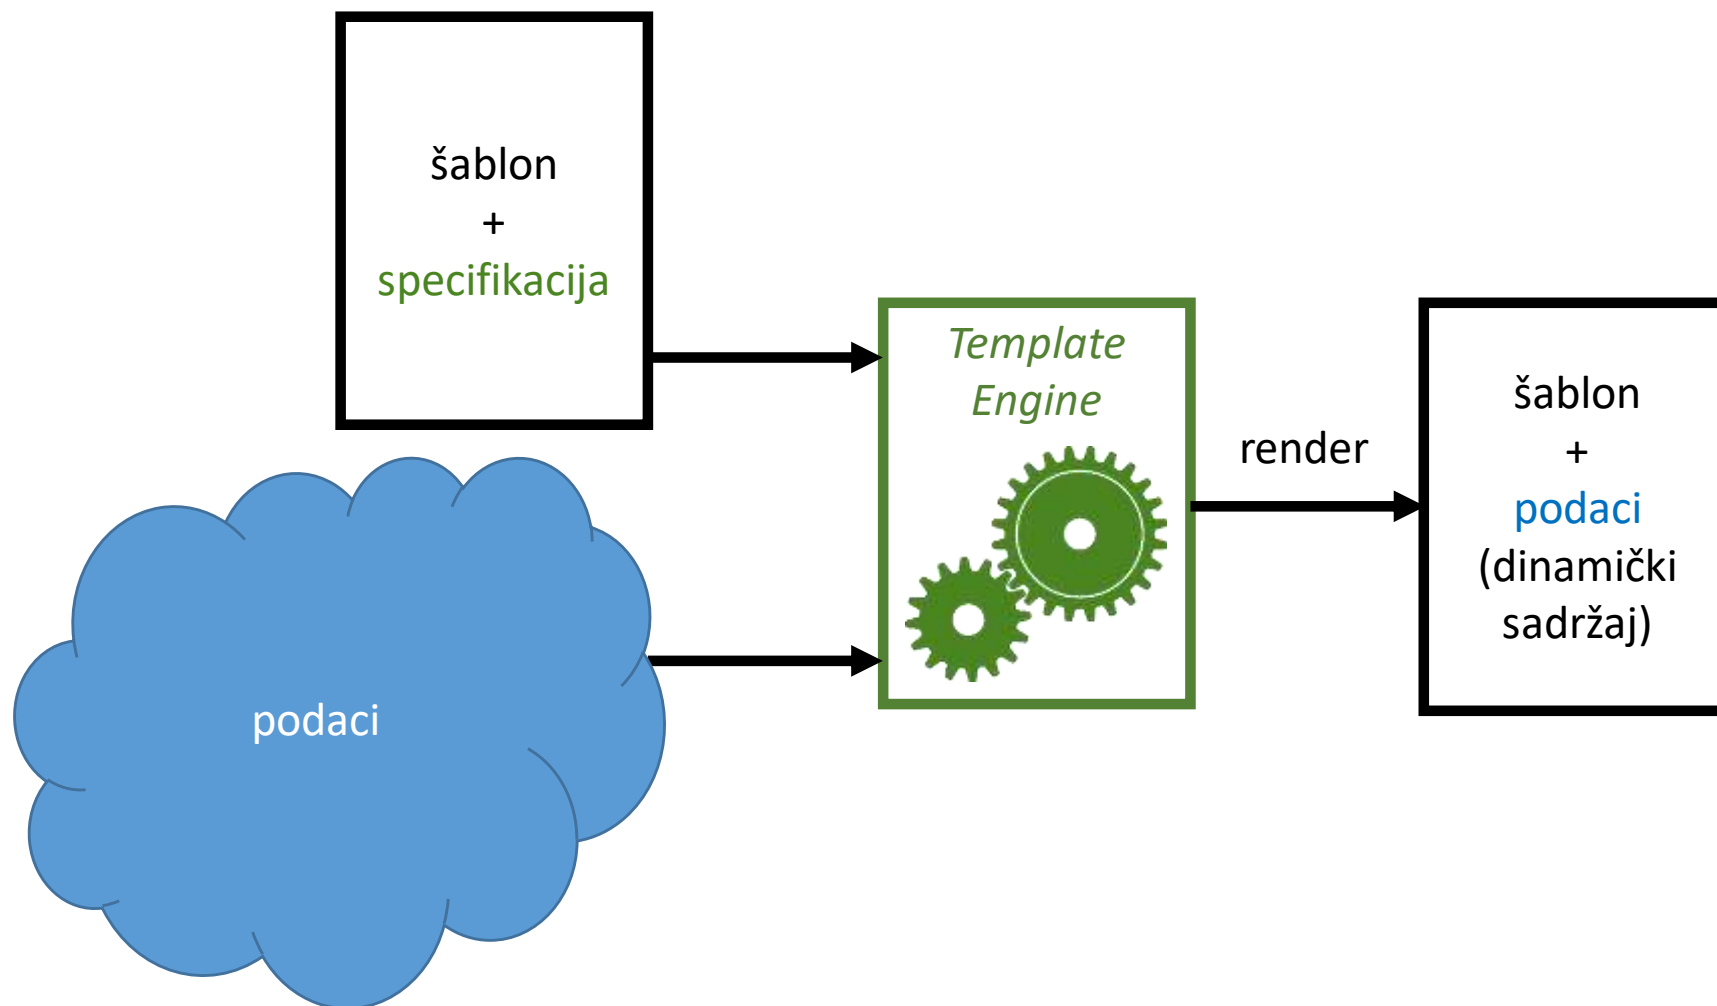 šablon
+
specifikacija
podaci
Template
Engine
render
šablon
+
podaci
(dinamički
sadržaj)